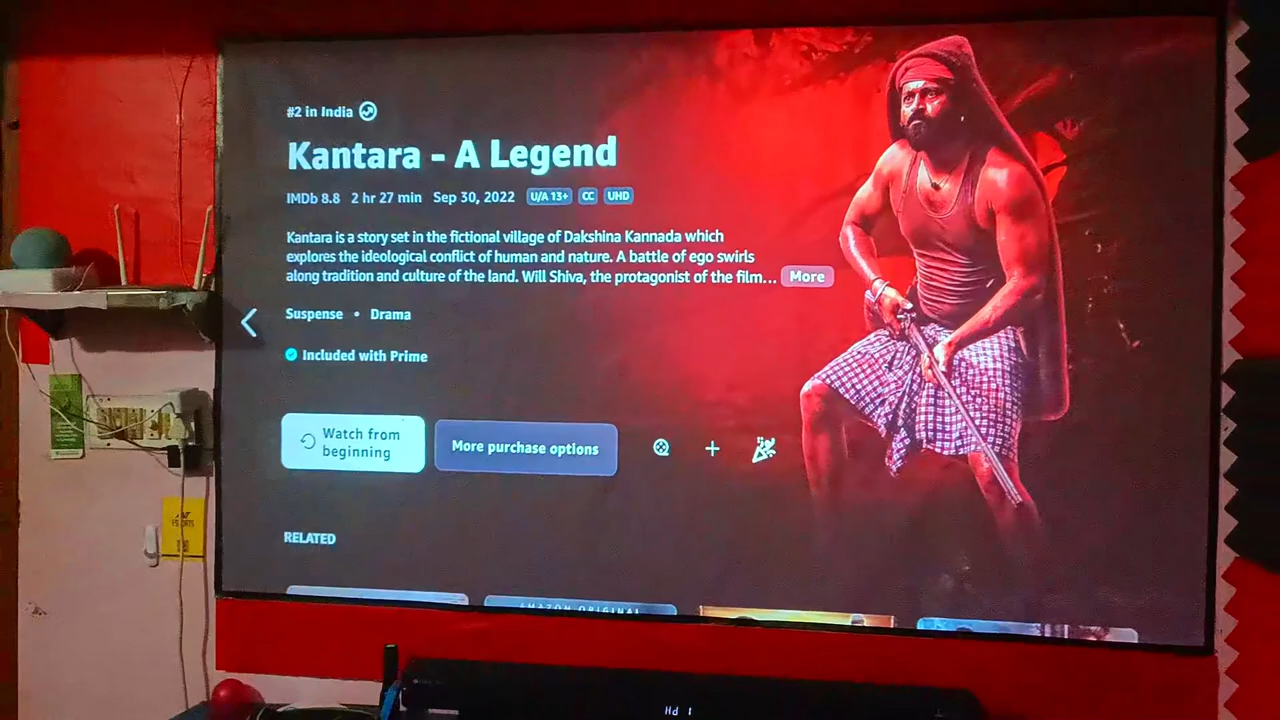 #2 in India
Kantara - A Legend
IMDb 8.8 2 hr 27 min Sep 30, 2022 U/A 13+ CC UHD
Kantara is a story set in the fictional village of Dakshina Kannada which
explores the ideological conflict of human and nature. A battle of ego swirls
along tradition and culture of the land. Will Shiva, the protagonist of the film... More
Suspense • Drama
Included with Prime
Watch from
beginning
More purchase options
RELATED
AMAZON ORIGINAL